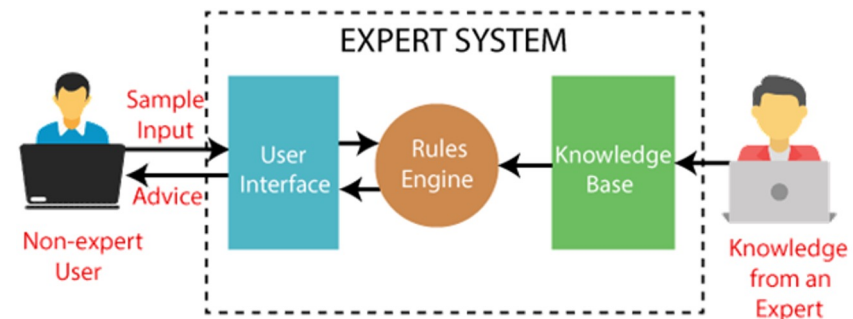 EXPERT SYSTEM
Sample
Input
Advice
Non-expert
User
User
Interface
Rules
Engine
Knowledge
Base
Knowledge
from an
Expert